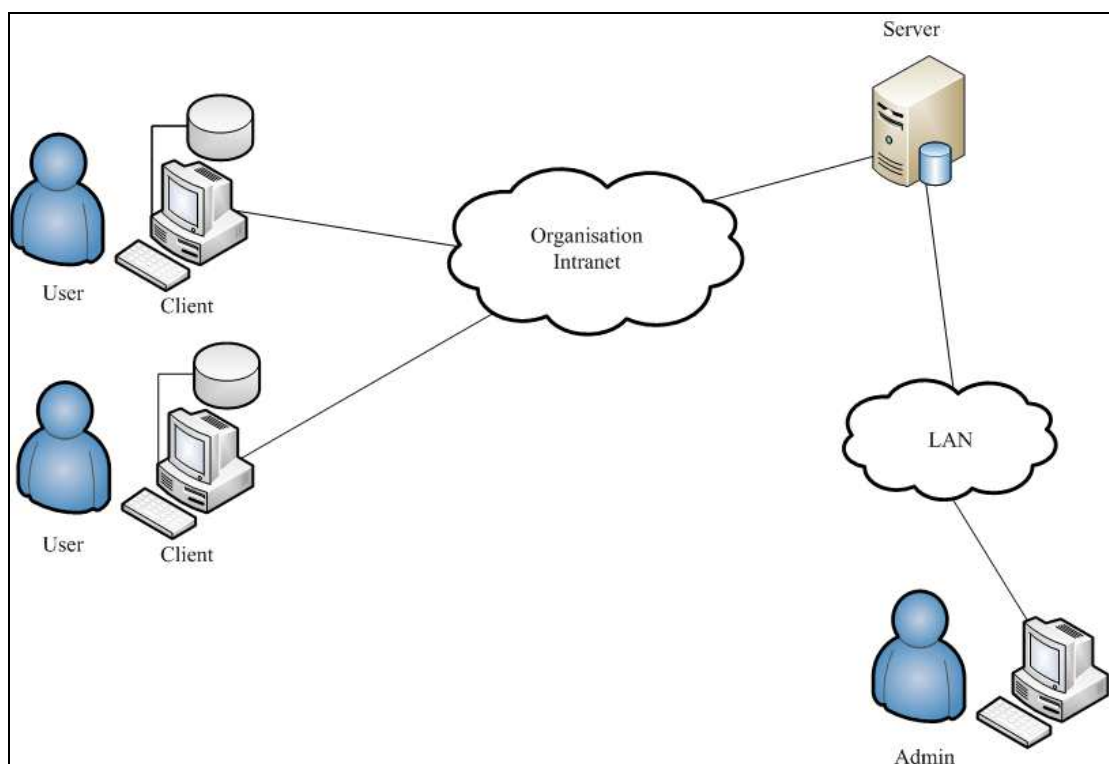 Server
Organisation
Intranet
User
Client
LAN
User
Client
Admin